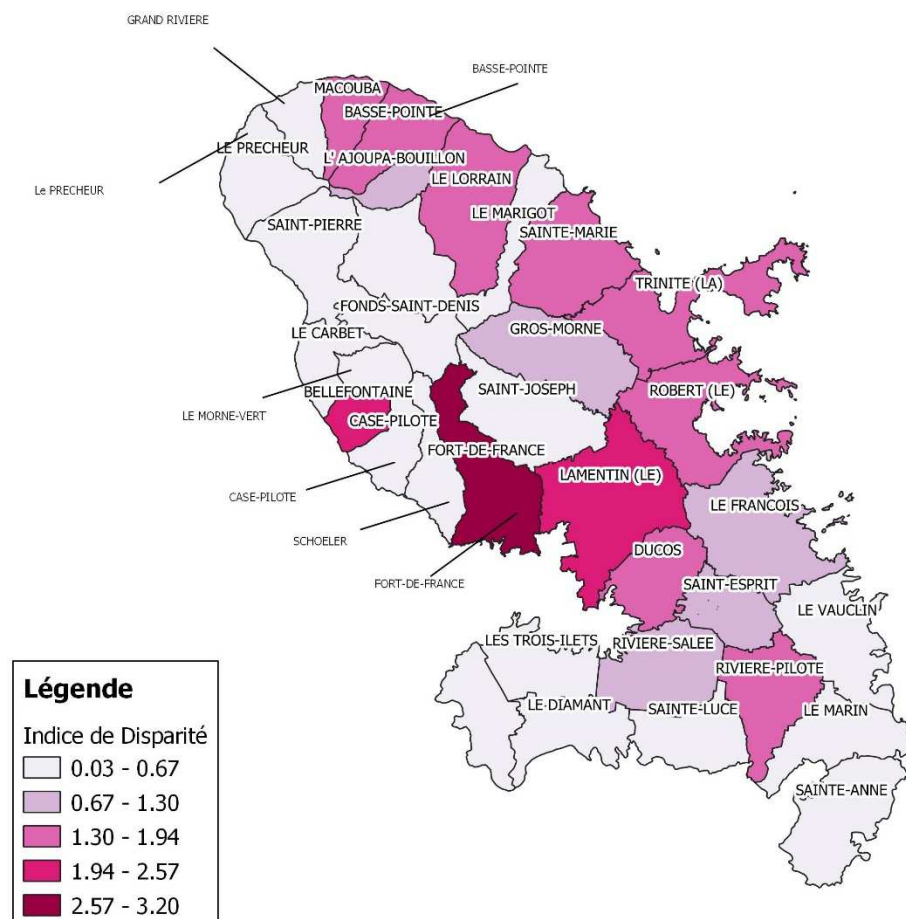 GRAND RIVIERE
BASSE-POINTE
MACOUBA
BASSE-POINTE
LE PRECHEUR
L' AJOUPA-BOUILLON
LE LORRAIN
Le PRECHEUR
LE MARIGOT
SAINT-PIERRE
SAINTE-MARIE
TRINITE (LA)
FONDS-SAINT-DENIS
GROS-MORNE
LE CARBET
SAINT-JOSEPH
ROBERT (LE)
BELLEFONTAINE
LE MORNE-VERT
CASE-PILOTE
FORT-DE-FRANCE
LAMENTIN (LE)
CASE-PILOTE
LE FRANCOIS
SCHOELER
DUCOS
FORT-DE-FRANCE
SAINT-ESPRIT
LE VAUCLIN
LES TROIS-ILETS
RIVIERE-SALEE
RIVIERE-PILOTE
LE DIAMANT
SAINTE-LUCE
LE MARIN
SAINTE-ANNE
Légende
Indice de Disparité
0.03 - 0.67
0.67 - 1.30
1.30 - 1.94
1.94 - 2.57
2.57 - 3.20